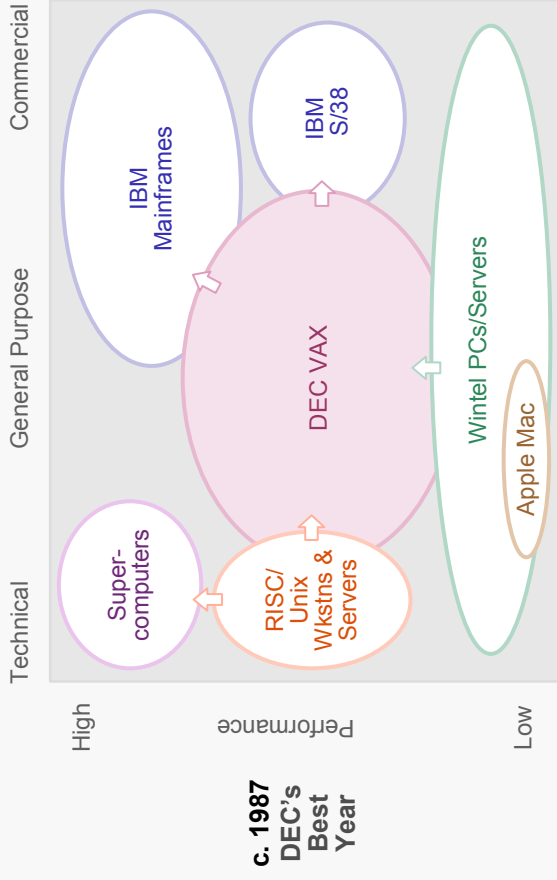 Technical
General Purpose
Commercial
High
Performance
Low
c. 1987
DEC's
Best
Year
Super-
computers
IBM
Mainframes
RISC/
Unix
Wkstns &
Servers
DEC VAX
IBM
S/38
Wintel PCs/Servers
Apple Mac